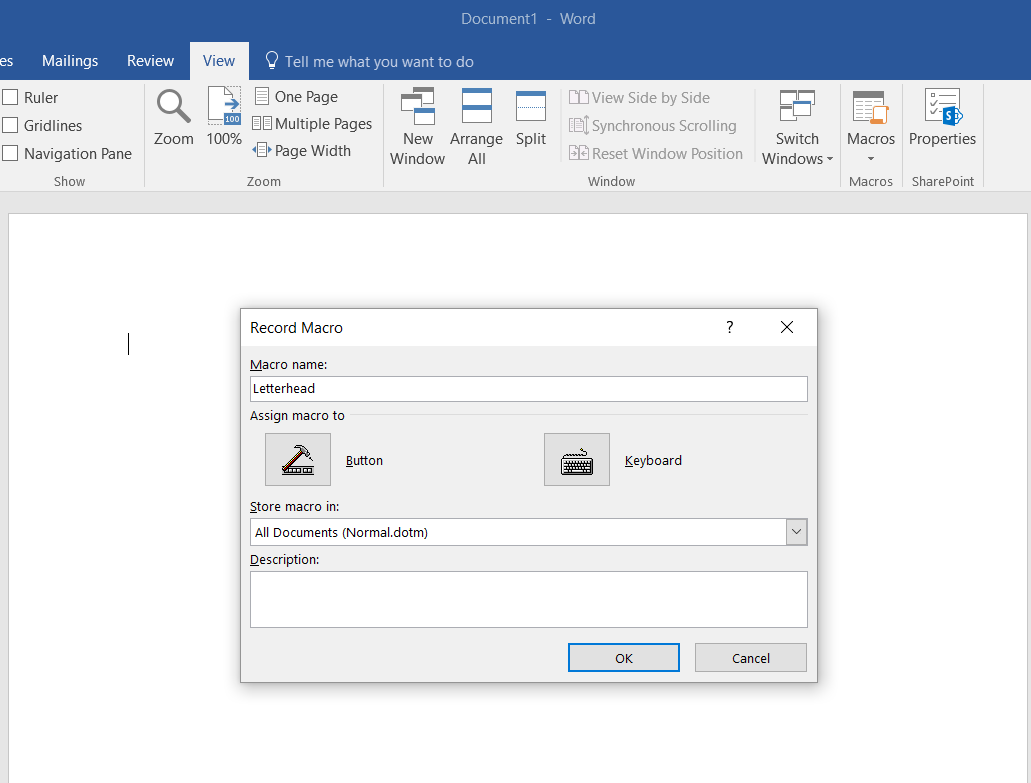 Document1 - Word
es Mailings Review View Tell me what you want to do
Ruler
Gridlines
Navigation Pane
Show
Zoom
100
100%
One Page
Multiple Pages
Page Width
Zoom
New
Window
Arrange
All
Split
View Side by Side
Synchronous Scrolling
Reset Window Position
Window
Switch
Windows
Macros
Macros
S
Properties
SharePoint
Record Macro ?
Macro name:
Letterhead
Assign macro to
Button Keyboard
Store macro in:
All Documents (Normal.dotm)
Description:
OK Cancel